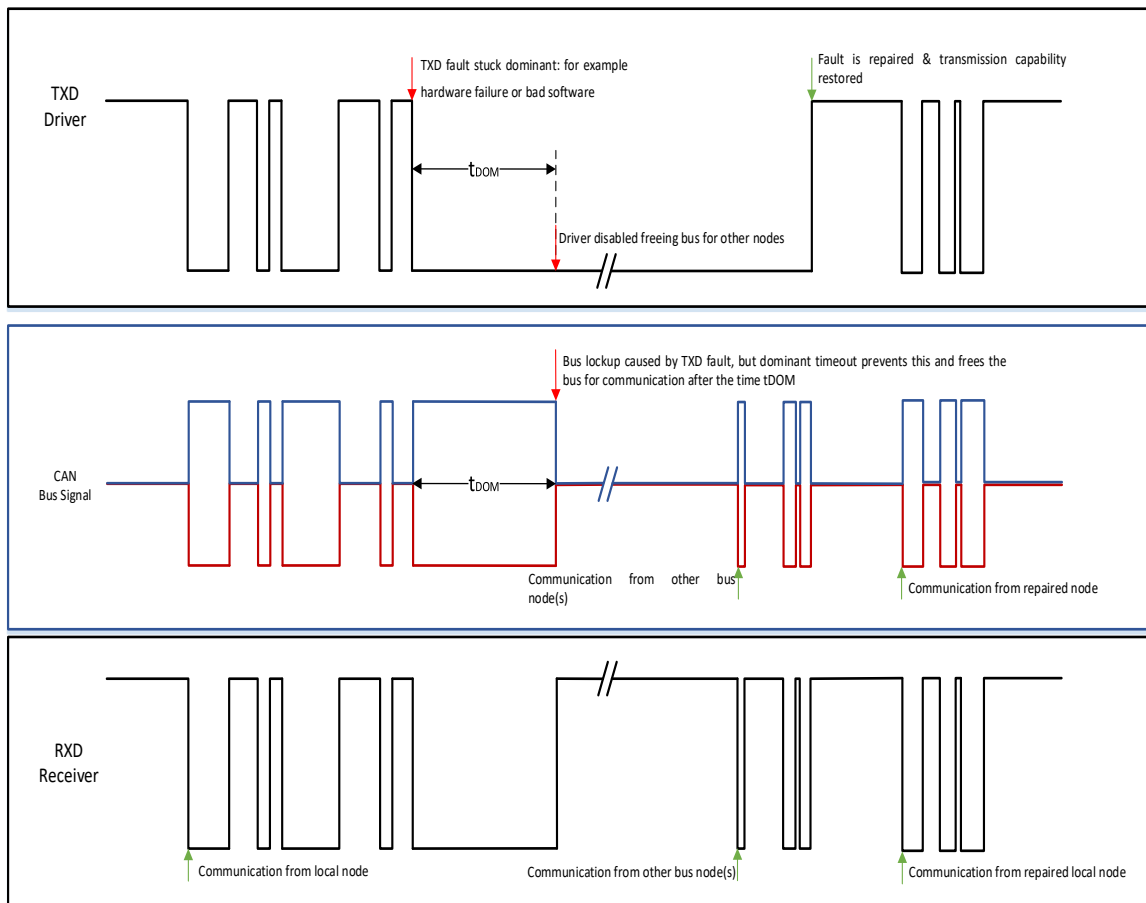 TXD
Driver
TXD fault stuck dominant: for example
hardware failure or bad software
Fault is repaired & transmission capability
restored
tDOM
Driver disabled freeing bus for other nodes
CAN
Bus Signal
Bus lockup caused by TXD fault, but dominant timeout prevents this and frees the
bus for communication after the time tDOM
tDOM
Communication from other bus
node(s)
Communication from repaired node
RXD
Receiver
Communication from local node
Communication from other bus node(s)
Communication from repaired local node